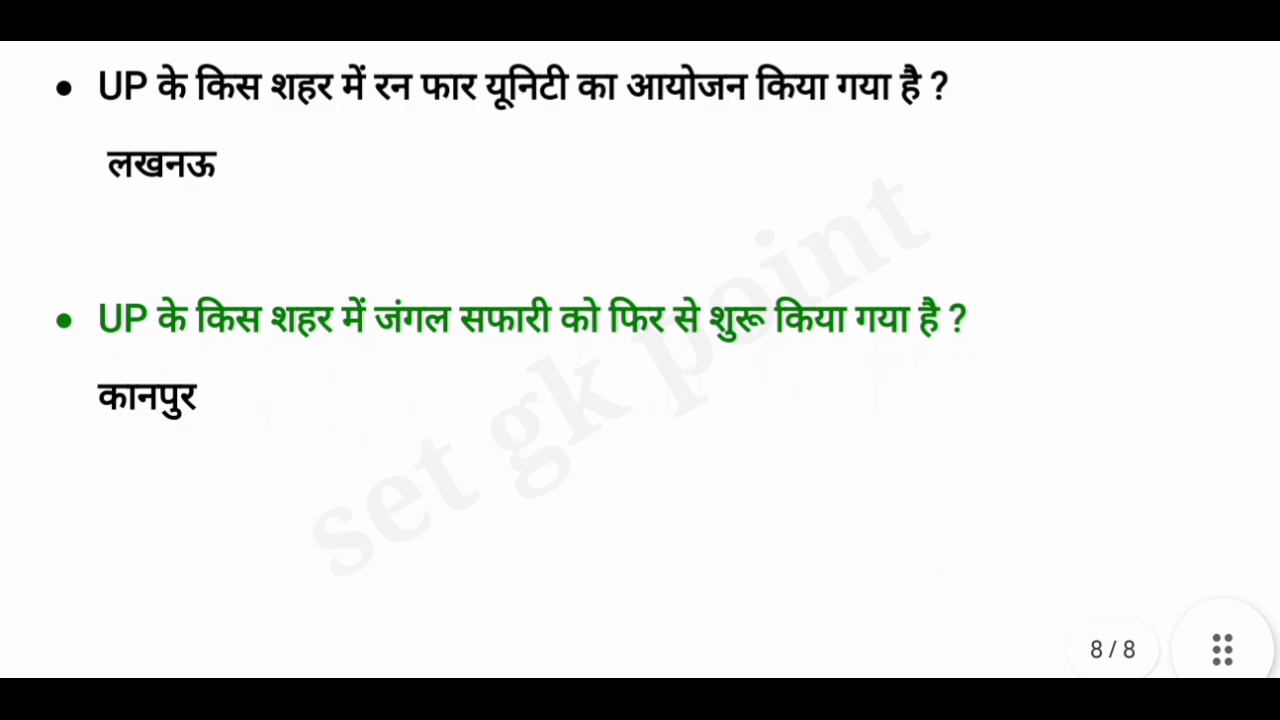 • UP के किस शहर में रन फार यूनिटी का आयोजन किया गया है ?
लखनऊ
• UP के किस शहर में जंगल सफारी को फिर से शुरू किया गया है ?
कानपुर
set gk point
8 / 8